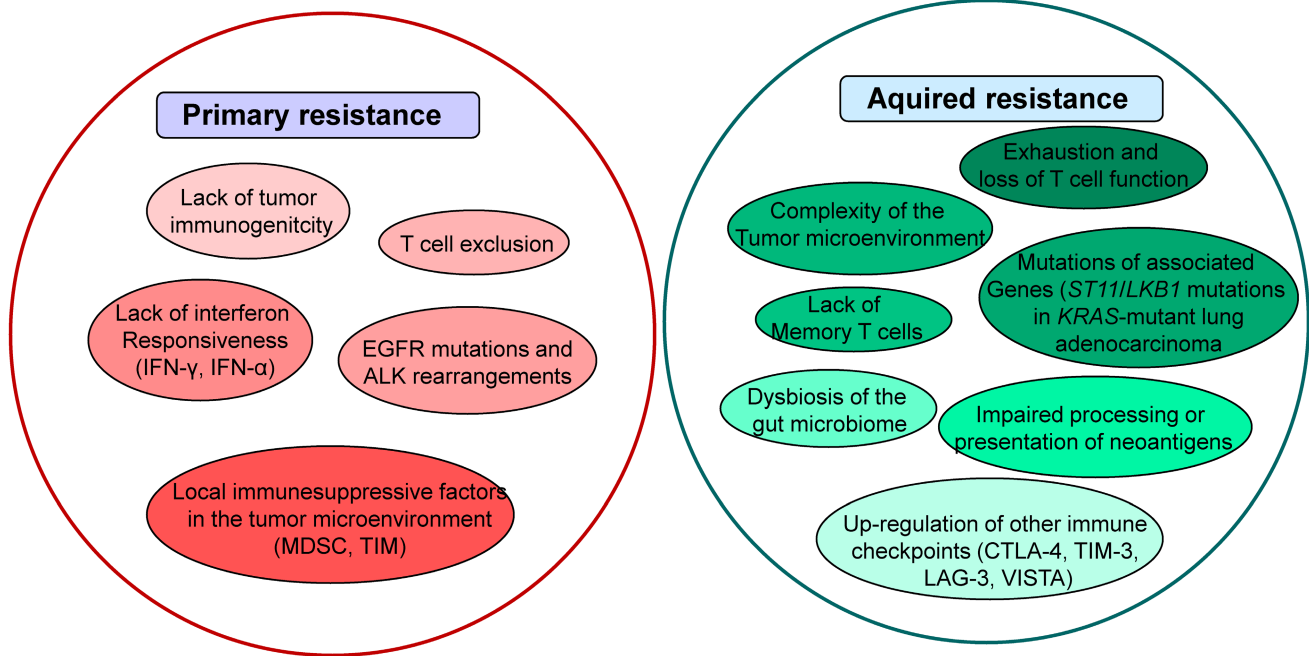 Primary resistance
Lack of tumor
immunogenitcity
T cell exclusion
Lack of interferon
Responsiveness
(IFN-γ, IFN-α)
EGFR mutations and
ALK rearrangements
Local immunesuppressive factors
in the tumor microenvironment
(MDSC, TIM)
Aquired resistance
Exhaustion and
loss of T cell function
Complexity of the
Tumor microenvironment
Mutations of associated
Genes (ST11/LKB1 mutations
in KRAS-mutant lung
adenocarcinoma
Lack of
Memory T cells
Dysbiosis of the
gut microbiome
Impaired processing or
presentation of neoantigens
Up-regulation of other immune
checkpoints (CTLA-4, TIM-3,
LAG-3, VISTA)